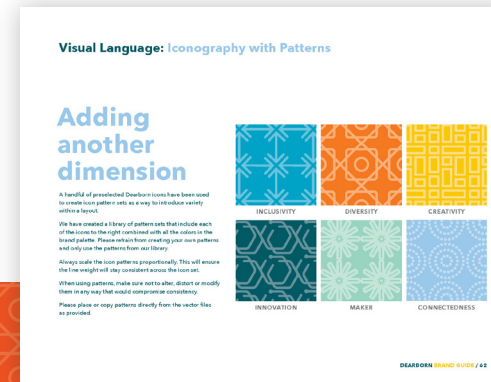 Visual Language: Iconography with Patterns
Adding
another
dimension
A handful of preselected Dearborn icons have been used
to create icon pattern sets as a way to introduce variety
within a layout.
We have created a library of pattern sets that include each
of the icons to the right combined with all the colors in the
brand palette. Please refrain from creating your own patterns
and only use the patterns from our library.
Always scale the icon patterns proportionally. This will ensure
the line weight will stay consistent across the icon set.
When using patterns, make sure not to alter, distort or modify
them in any way that would compromise consistency.
Please place or copy patterns directly from the vector files
as provided.
INCLUSIVITY
DIVERSITY
CREATIVITY
INNOVATION
MAKER
CONNECTEDNESS
DEARBORN BRAND GUIDE / 62